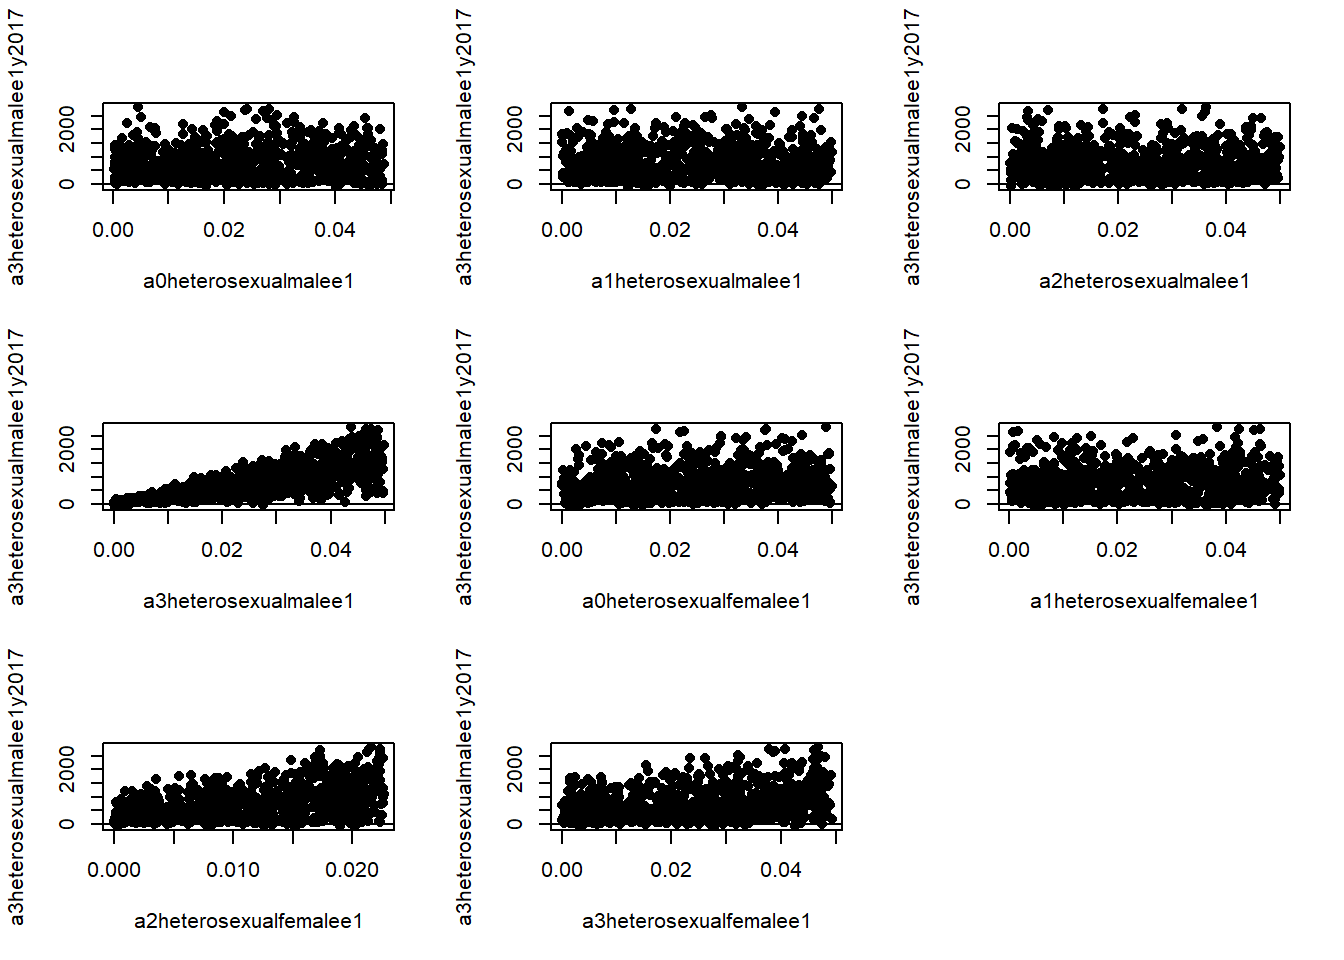 a3heterosexualmalee1y2017
2000
0
0.00 0.02 0.04
a0heterosexualmalee1
a3heterosexualmalee1y2017
2000
0
0.00 0.02 0.04
a1heterosexualmalee1
a3heterosexualmalee1y2017
2000
0
0.00 0.02 0.04
a2heterosexualmalee1
a3heterosexualmalee1y2017
2000
0
0.00 0.02 0.04
a3heterosexualmalee1
a3heterosexualmalee1y2017
2000
0
0.00 0.02 0.04
a0heterosexualfemalee1
a3heterosexualmalee1y2017
2000
0
0.00 0.02 0.04
a1heterosexualfemalee1
a3heterosexualmalee1y2017
2000
0
0.000 0.010 0.020
a2heterosexualfemalee1
a3heterosexualmalee1y2017
2000
0
0.00 0.02 0.04
a3heterosexualfemalee1